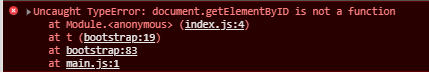 Uncaught TypeError: document.getElementByID is not a function
at Module.<anonymous> (index.js:4)
at t (bootstrap:19)
at bootstrap:83
at main.js:1